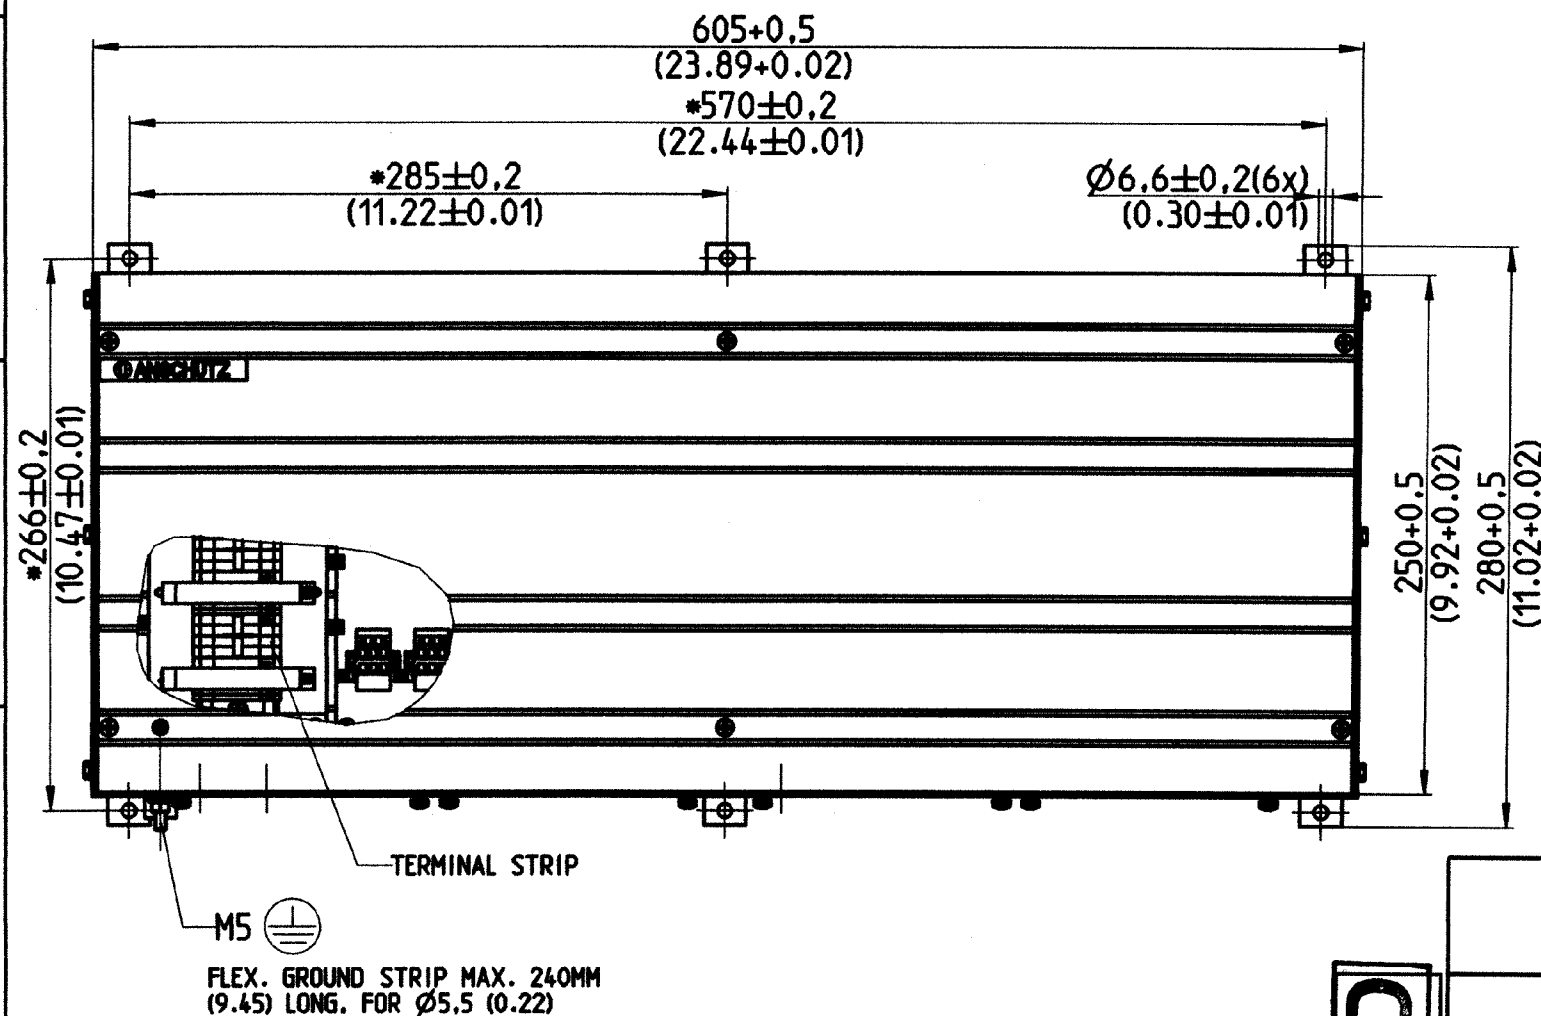 605+0,5
(23.89+0.02)
*570±0,2
(22.44±0.01)
*285±0,2
(11.22±0.01)
Ø6,6±0,2(6x)
(0.30±0.01)
ANSCHÜTZ
*266±0,2
(10.47±0.01)
250+0,5
(9.92+0.02)
280+0,5
(11.02+0.02)
TERMINAL STRIP
M5
FLEX. GROUND STRIP MAX. 240MM
(9.45) LONG. FOR Ø5,5 (0.22)